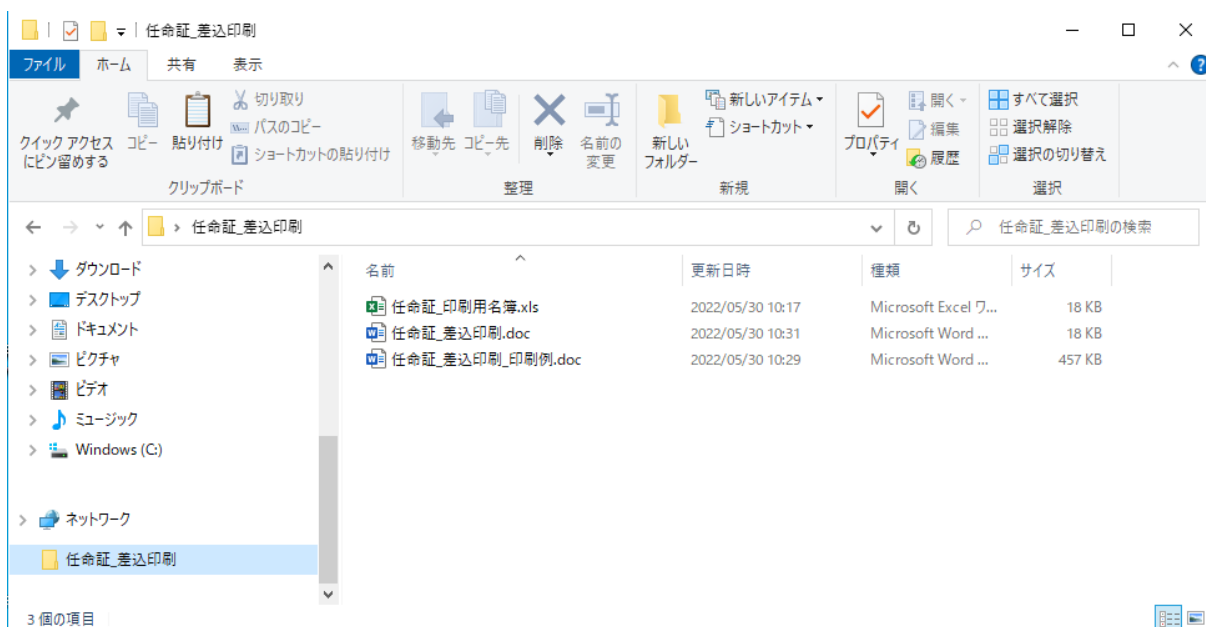 任命証_差込印刷
ファイル ホーム 共有 表示
クイック アクセスにピン留めする
コピー
貼り付け
切り取り
パスのコピー
ショートカットの貼り付け
クリップボード
移動先 コピー先 削除 名前の変更
整理
新しいフォルダー
新しいアイテム
ショートカット
新規
プロパティ
開く
編集
履歴
開く
すべて選択
選択解除
選択の切り替え
選択
任命証_差込印刷
任命証_差込印刷の検索
ダウンロード
デスクトップ
ドキュメント
ピクチャ
ビデオ
ミュージック
Windows (C:)
ネットワーク
任命証_差込印刷
名前 更新日時 種類 サイズ
任命証_印刷用名簿.xls 2022/05/30 10:17 Microsoft Excel ワ... 18 KB
任命証_差込印刷.doc 2022/05/30 10:31 Microsoft Word ... 18 KB
任命証_差込印刷_印刷例.doc 2022/05/30 10:29 Microsoft Word ... 457 KB
3 個の項目